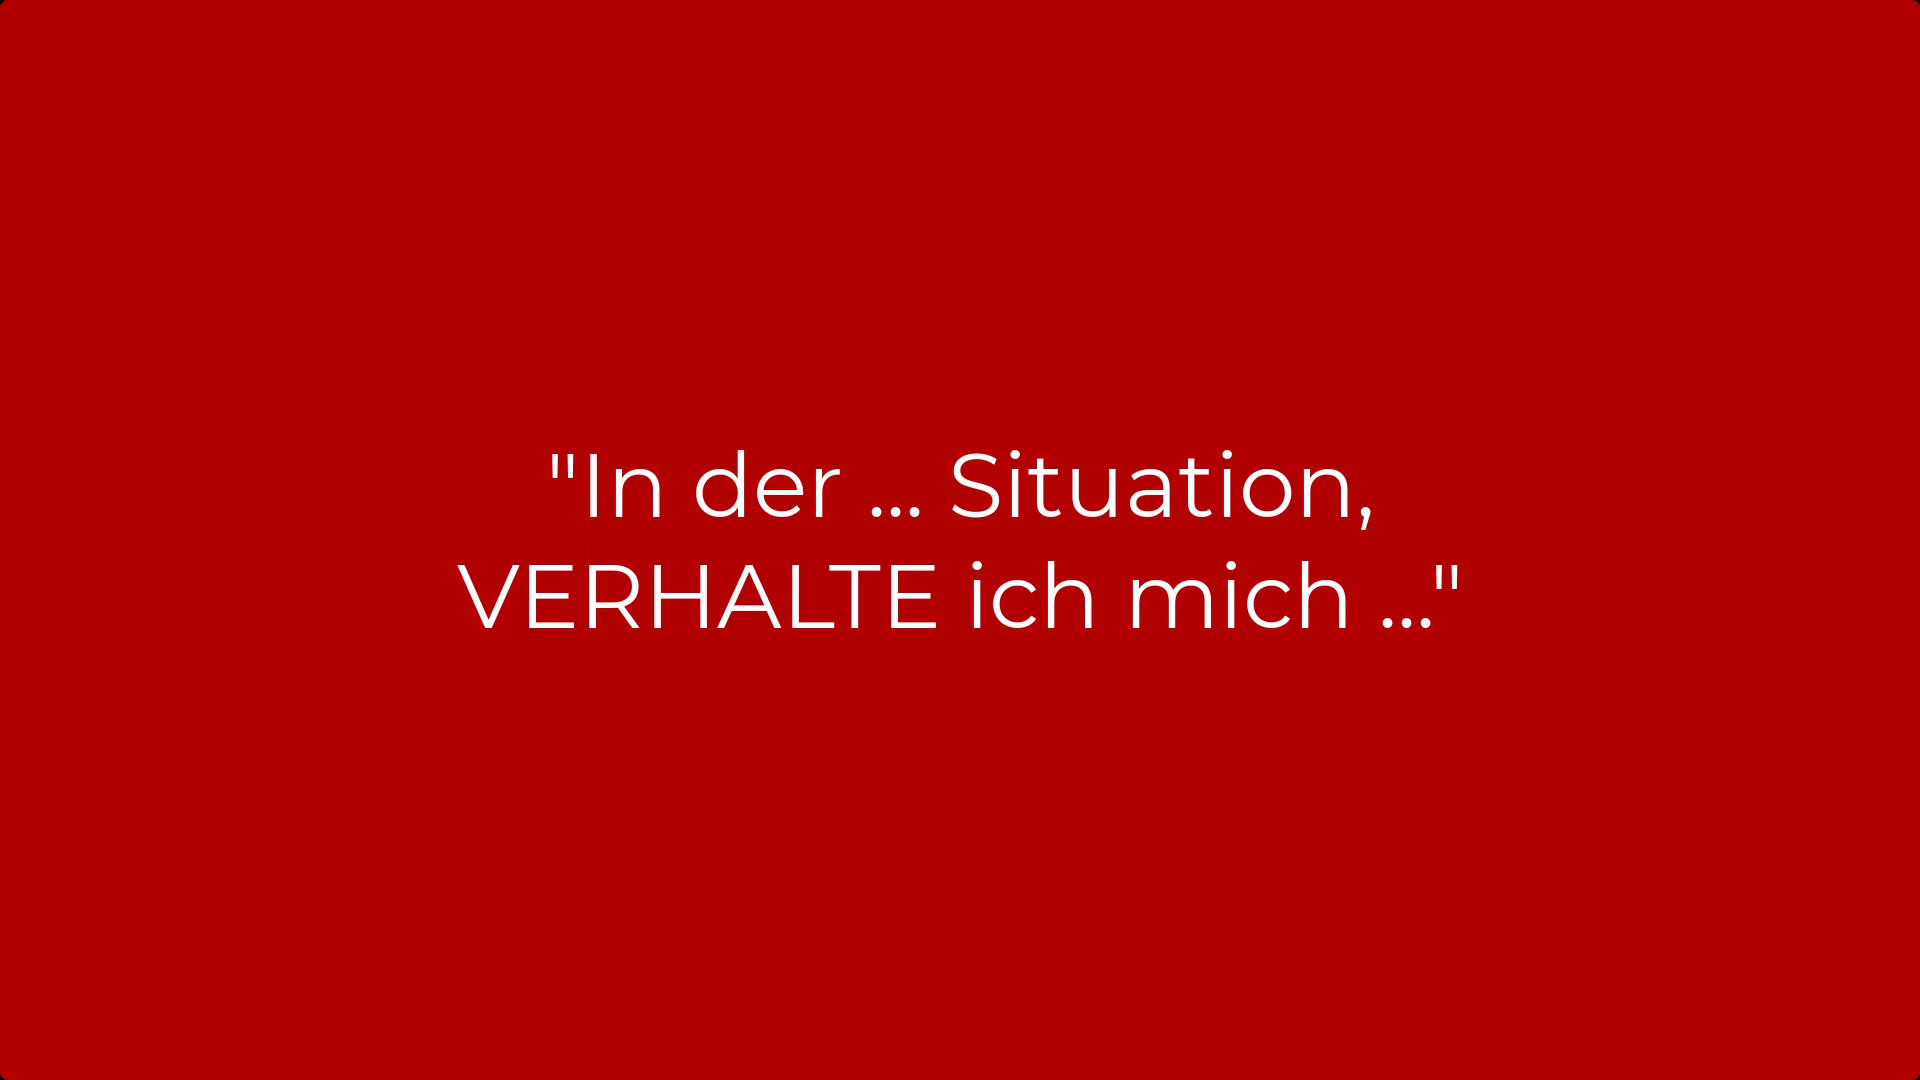 "In der ... Situation,
VERHALTE ich mich ..."